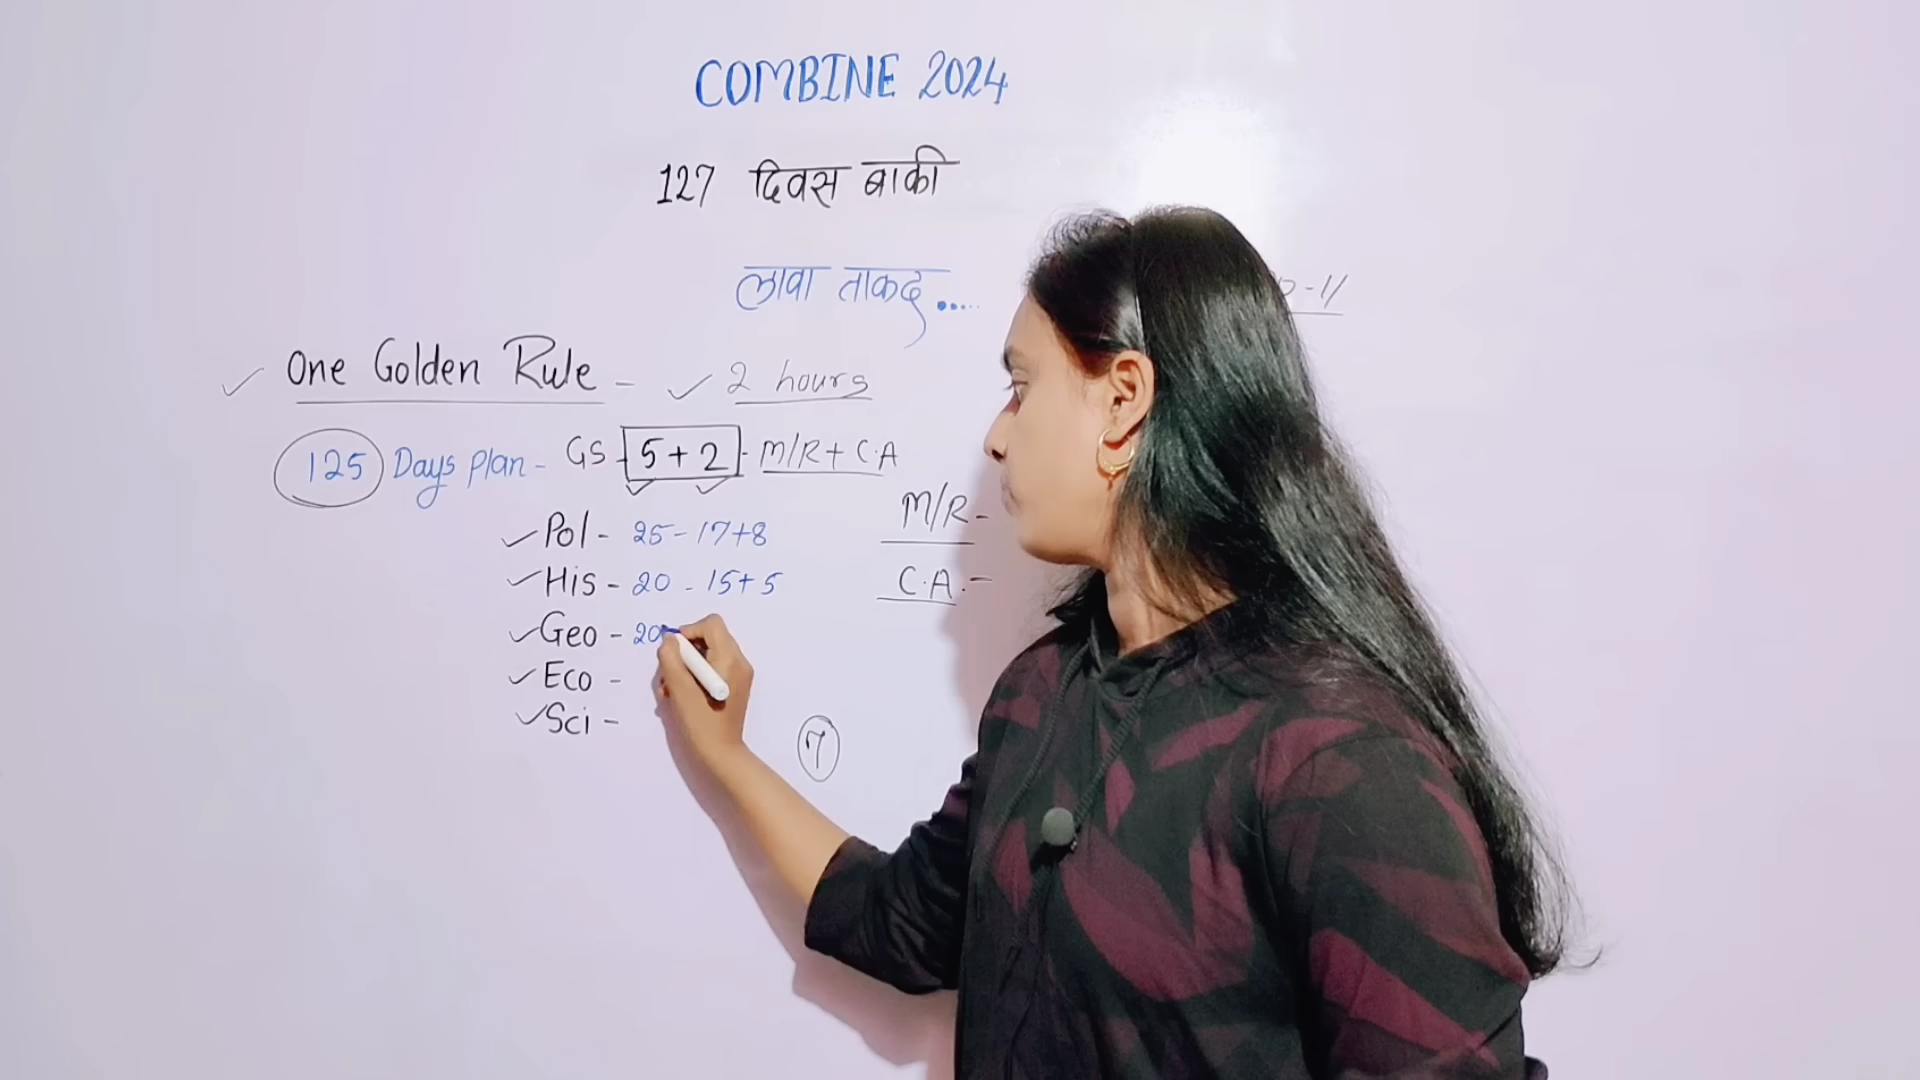 COMBINE 2024
127 दिवस बाकी
लावा ताकद.....
One Golden Rule - ✓ 2 hours
125 Days Plan - GS - 5+2 - M/R + C.A
✓ Pol - 25 - 17+8
✓ His - 20 - 15+5
✓ Geo - 20
✓ Eco -
✓ Sci -
M/R -
C.A. -
7